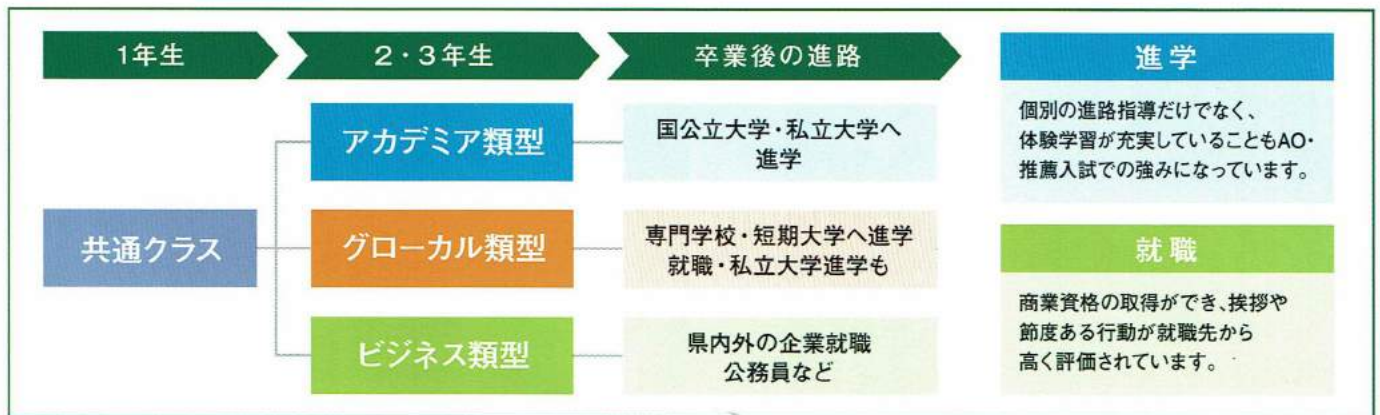 1年生
2・3年生
卒業後の進路
共通クラス
アカデミア類型
国公立大学・私立大学へ
進学
グローカル類型
専門学校・短期大学へ進学
就職・私立大学進学も
ビジネス類型
県内外の企業就職
公務員など
進学
個別の進路指導だけでなく、
体験学習が充実していることもAO・
推薦入試での強みになっています。
就職
商業資格の取得ができ、挨拶や
節度ある行動が就職先から
高く評価されています。